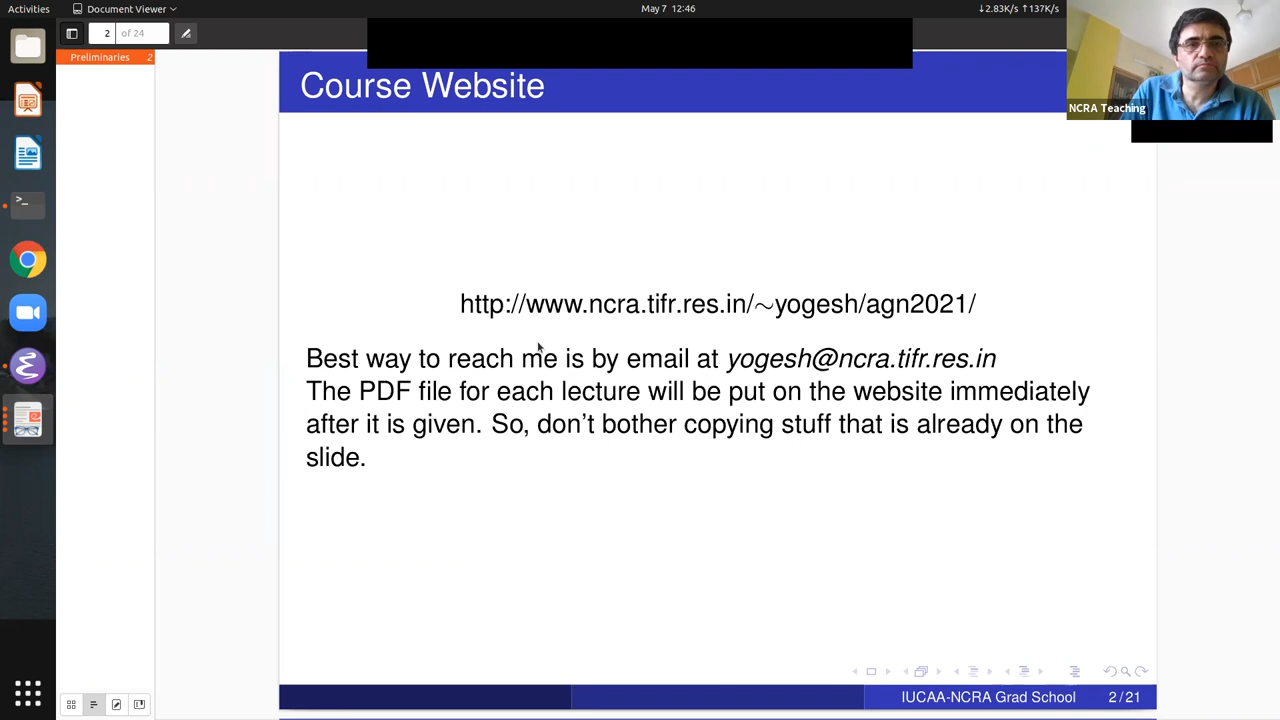 Activities
Document Viewer
May 7 12:46
↓2.83K/s ↑137K/s
2 of 24
Preliminaries 2
NCRA Teaching
Course Website
http://www.ncra.tifr.res.in/~yogesh/agn2021/
Best way to reach me is by email at yogesh@ncra.tifr.res.in
The PDF file for each lecture will be put on the website immediately
after it is given. So, don't bother copying stuff that is already on the
slide.
IUCAA-NCRA Grad School
2/21